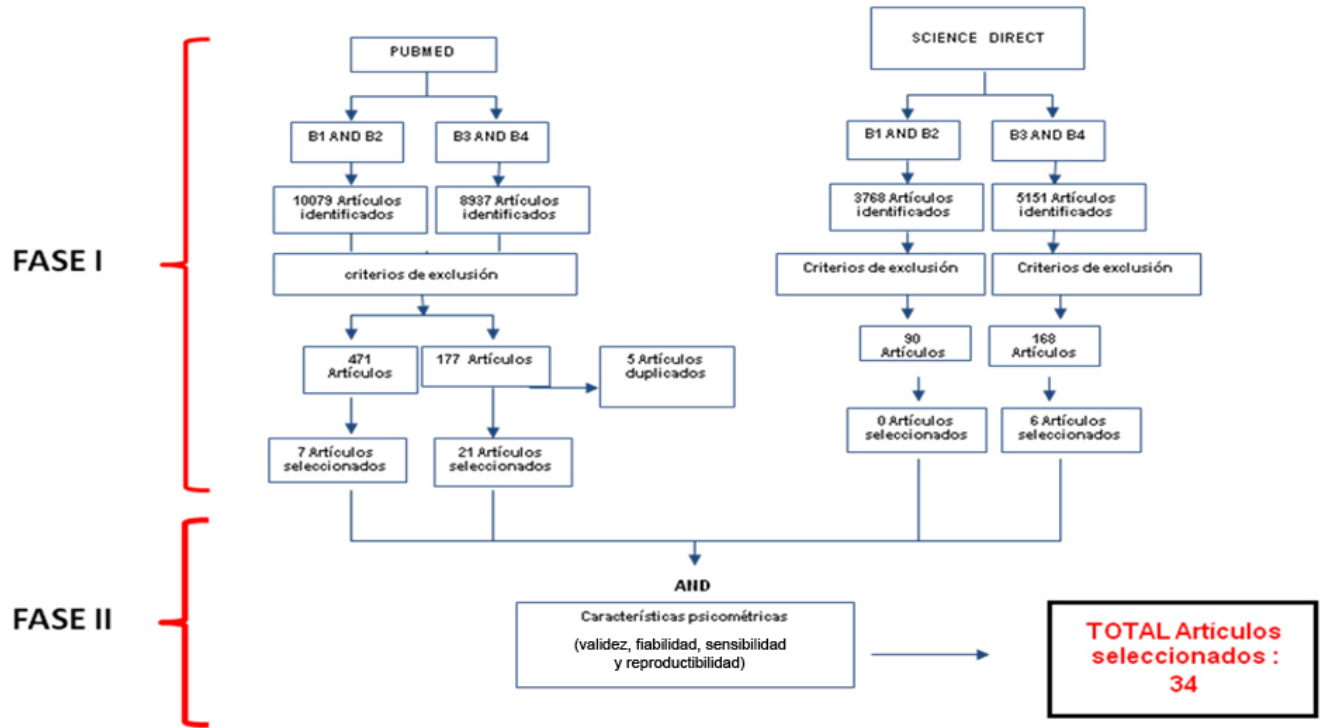 FASE I
PUBMED
B1 AND B2
B3 AND B4
10079 Artículos
identificados
8937 Artículos
identificados
criterios de exclusión
471
Artículos
177 Artículos
5 Artículos
duplicados
7 Artículos
seleccionados
21 Artículos
seleccionados
SCIENCE DIRECT
B1 AND B2
B3 AND B4
3768 Artículos
identificados
5151 Artículos
identificados
Criterios de exclusión
Criterios de exclusión
90
Artículos
168
Artículos
0 Artículos
seleccionados
6 Artículos
seleccionados
FASE II
AND
Características psicométricas
(validez, fiabilidad, sensibilidad
y reproductibilidad)
TOTAL Artículos
seleccionados :
34